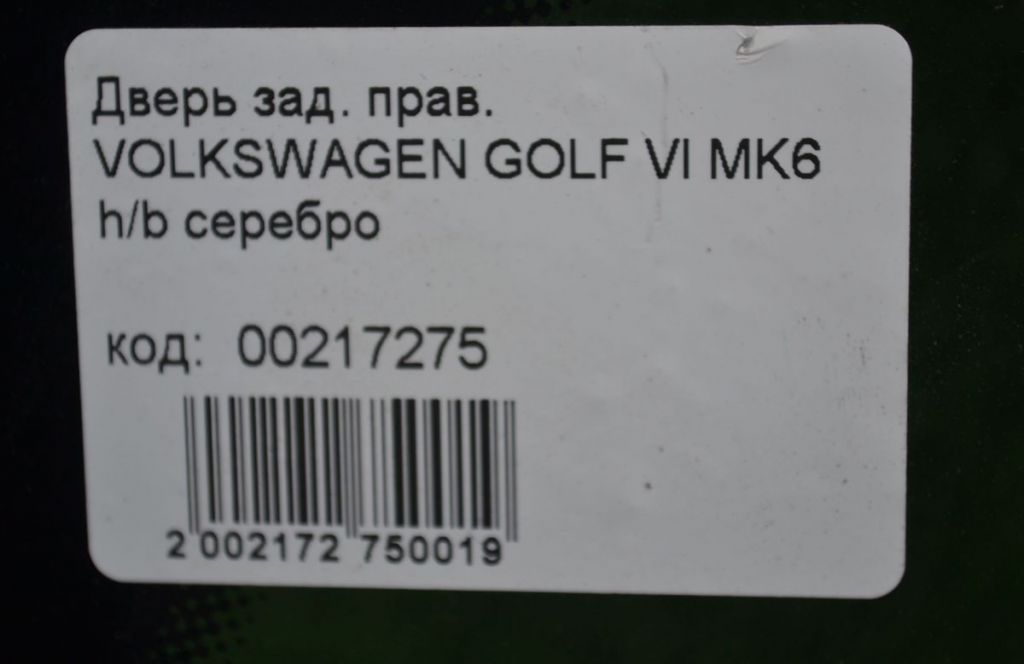 Дверь зад. прав.
VOLKSWAGEN GOLF VI MK6
h/b серебро
код: 00217275
2 002172 750019